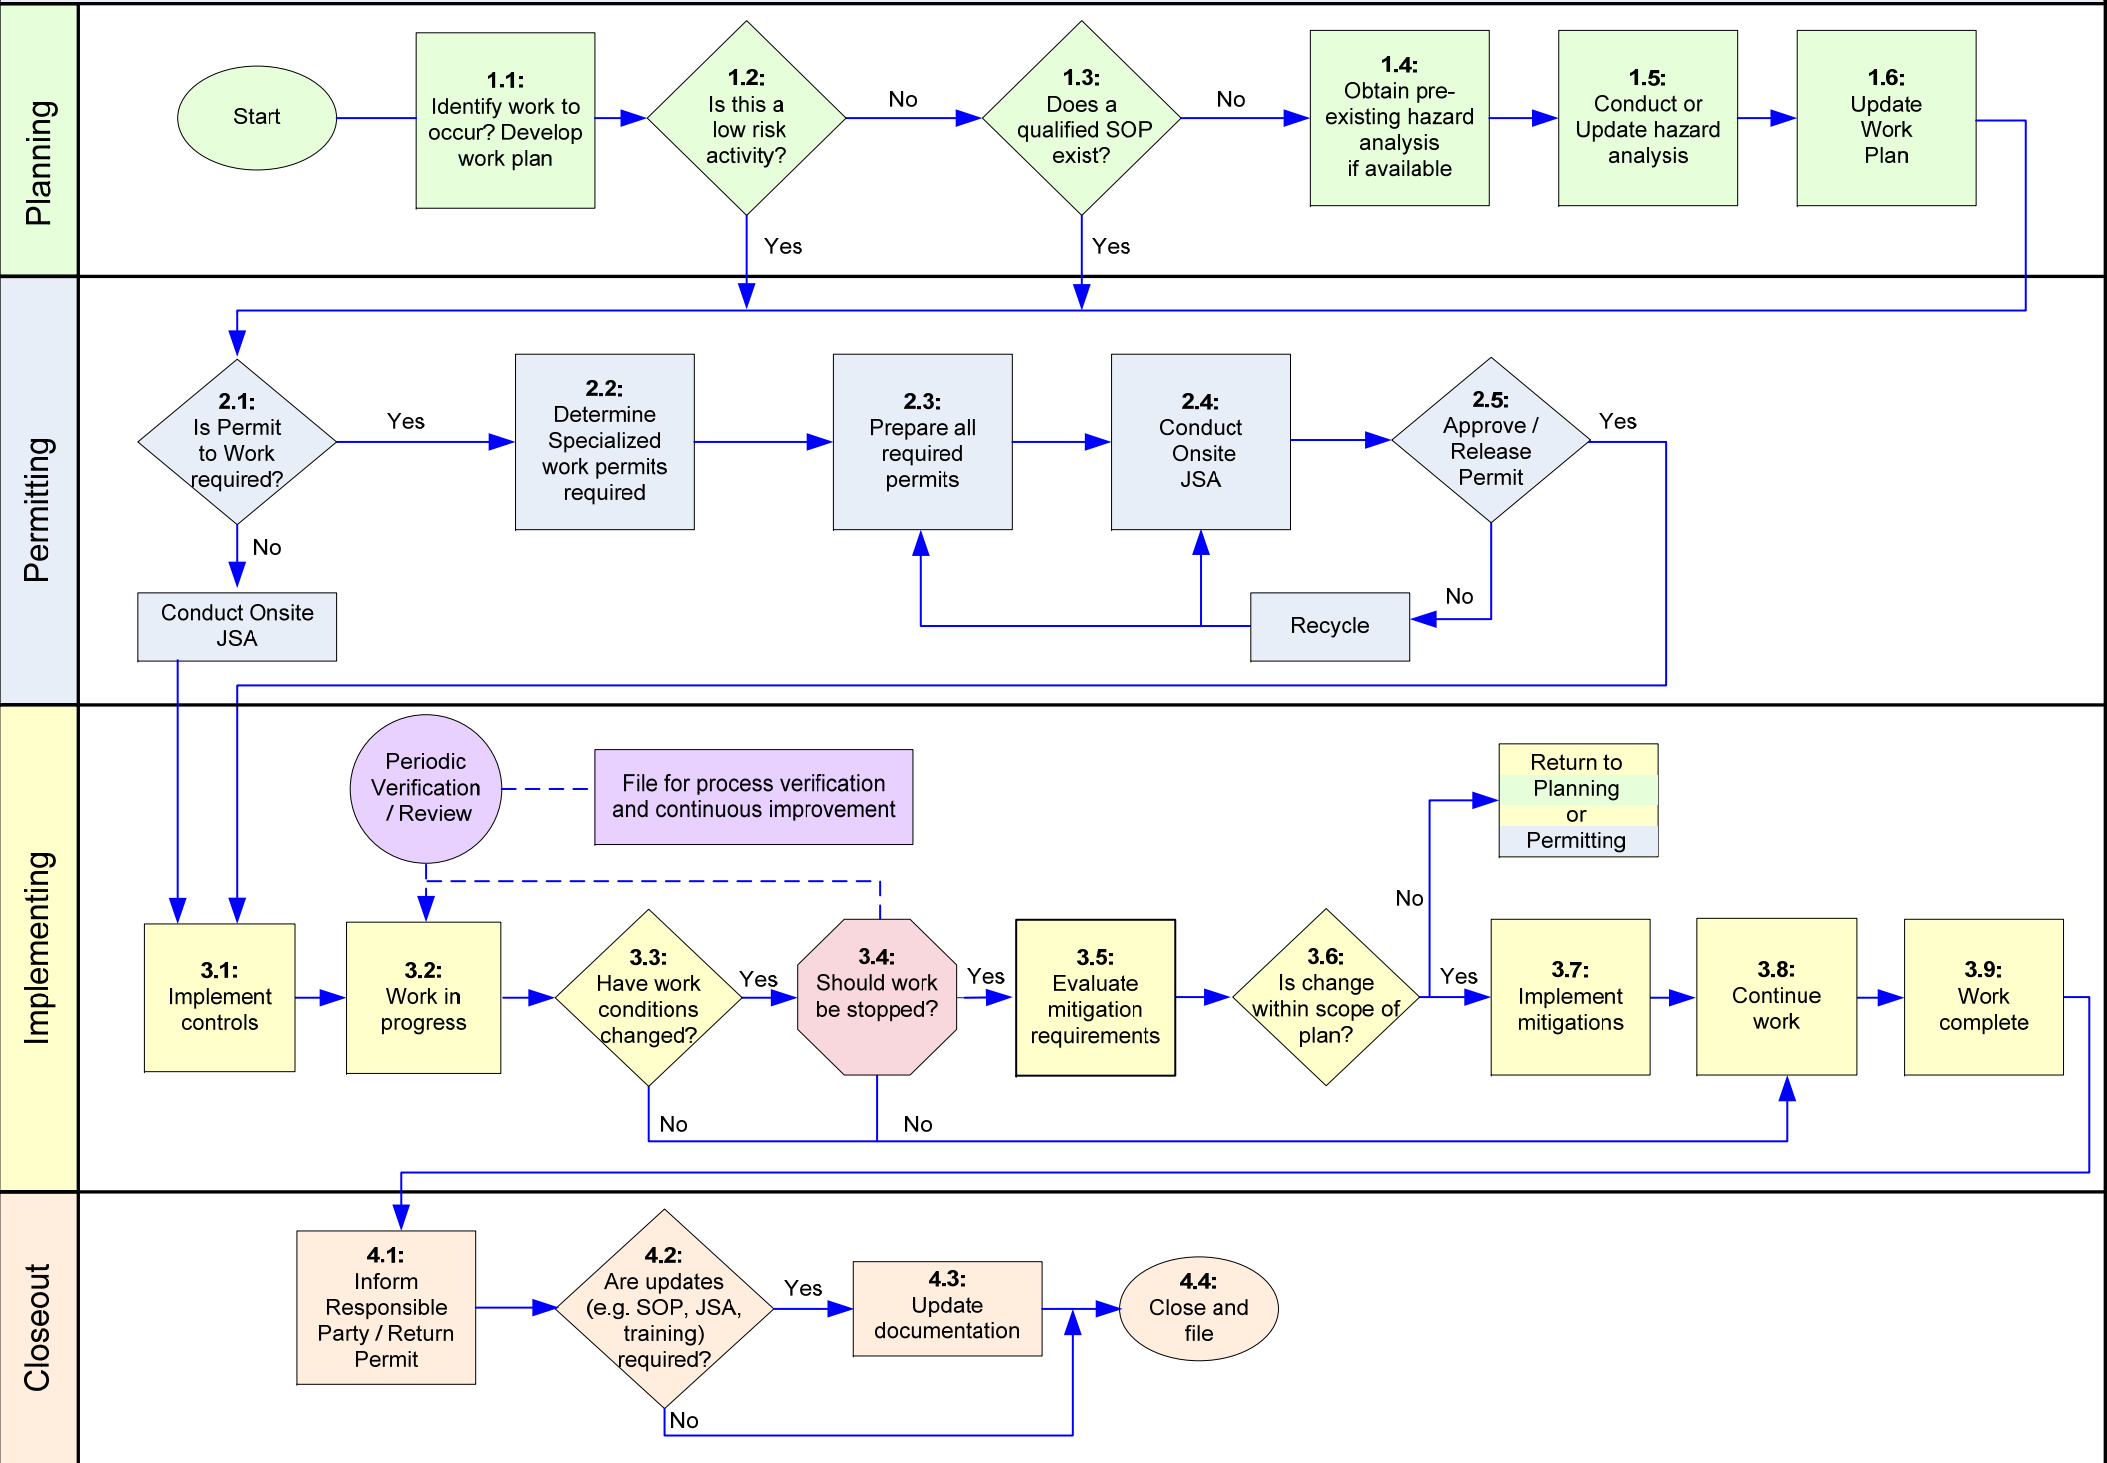 Planning
Start
1.1:
Identify work to
occur? Develop
work plan
1.2:
Is this a
low risk
activity?
No
Yes
1.3:
Does a
qualified SOP
exist?
No
Yes
1.4:
Obtain pre-
existing hazard
analysis
if available
1.5:
Conduct or
Update hazard
analysis
1.6:
Update
Work
Plan
Permitting
2.1:
Is Permit
to Work
required?
Yes
No
Conduct Onsite
JSA
2.2:
Determine
Specialized
work permits
required
2.3:
Prepare all
required
permits
2.4:
Conduct
Onsite
JSA
2.5:
Approve /
Release
Permit
Yes
No
Recycle
Implementing
Periodic
Verification
/ Review
File for process verification
and continuous improvement
Return to
Planning
or
Permitting
3.1:
Implement
controls
3.2:
Work in
progress
3.3:
Have work
conditions
changed?
Yes
No
3.4:
Should work
be stopped?
Yes
No
3.5:
Evaluate
mitigation
requirements
3.6:
Is change
within scope of
plan?
No
Yes
3.7:
Implement
mitigations
3.8:
Continue
work
3.9:
Work
complete
Closeout
4.1:
Inform
Responsible
Party / Return
Permit
4.2:
Are updates
(e.g. SOP, JSA,
training)
required?
Yes
No
4.3:
Update
documentation
4.4:
Close and
file